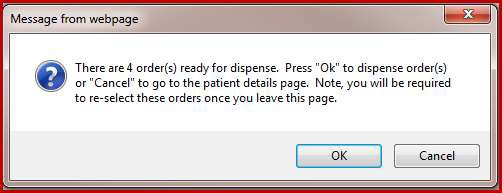 Message from webpage
There are 4 order(s) ready for dispense.  Press "Ok" to dispense order(s)
or "Cancel" to go to the patient details page.  Note, you will be required
to re-select these orders once you leave this page.
OK
Cancel